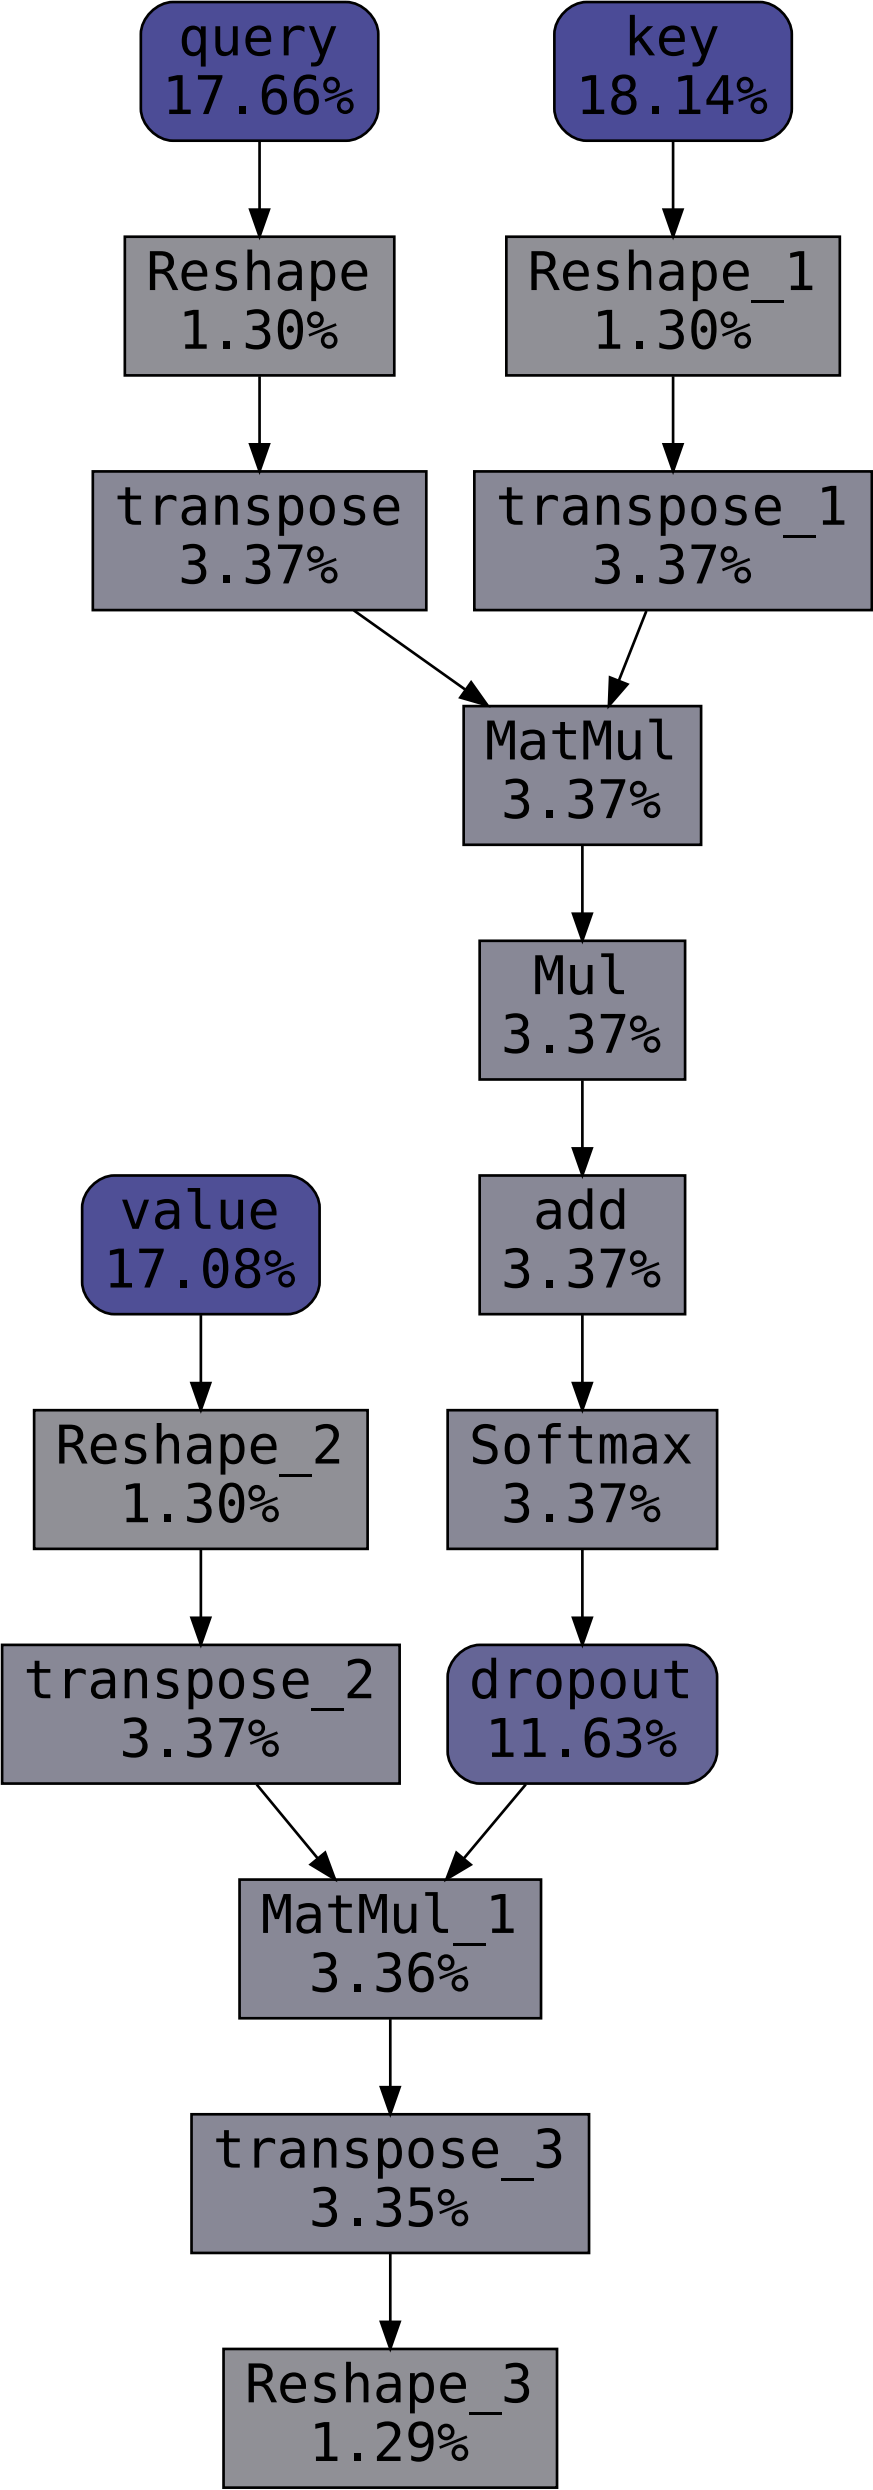 query
17.66%
key
18.14%
Reshape
1.30%
Reshape_1
1.30%
transpose
3.37%
transpose_1
3.37%
MatMul
3.37%
Mul
3.37%
value
17.08%
add
3.37%
Reshape_2
1.30%
Softmax
3.37%
transpose_2
3.37%
dropout
11.63%
MatMul_1
3.36%
transpose_3
3.35%
Reshape_3
1.29%